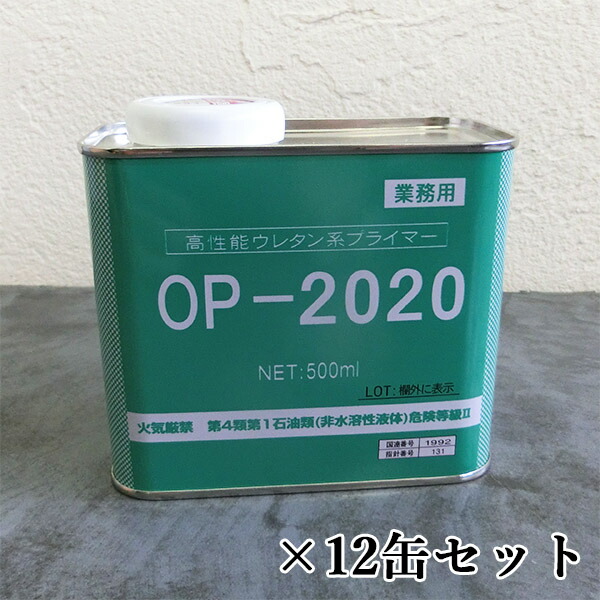 業務用
高性能ウレタン系プライマー
OP-2020
NET:500ml
LOT:欄外に表示
火気厳禁 第4類第1石油類(非水溶性液体)危険等級Ⅱ
国連番号 1992
指針番号 131
×12缶セット